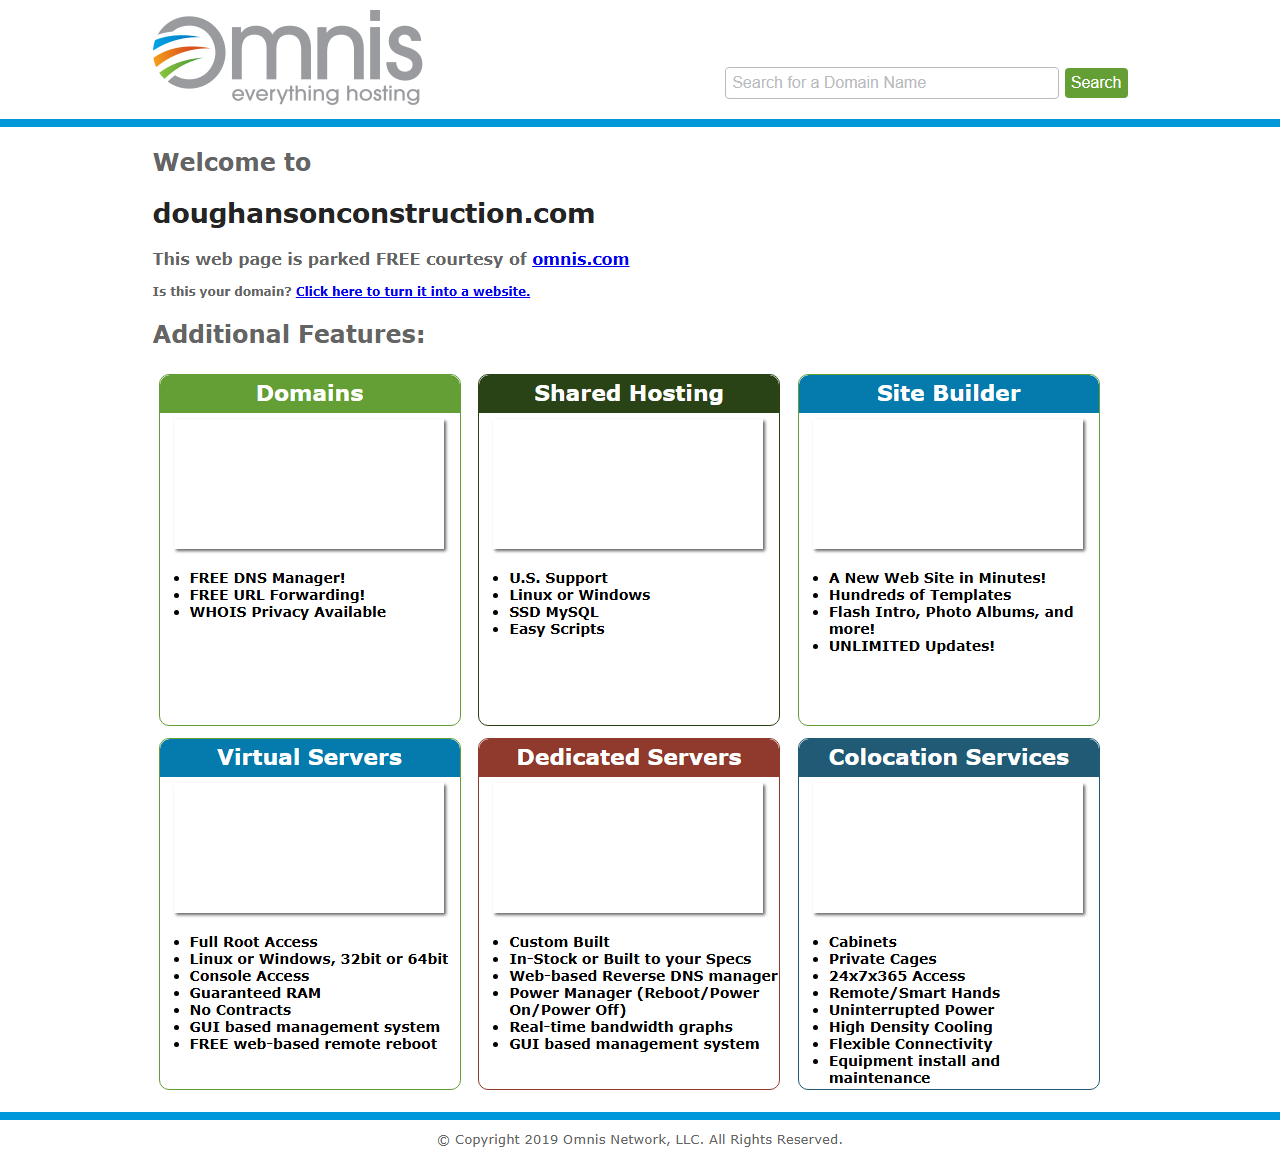 Omnis
everything hosting
Search for a Domain Name
Search
Welcome to
doughansonconstruction.com
This web page is parked FREE courtesy of omnis.com
Is this your domain? Click here to turn it into a website.
Additional Features:
Domains
FREE DNS Manager!
FREE URL Forwarding!
WHOIS Privacy Available
Shared Hosting
U.S. Support
Linux or Windows
SSD MySQL
Easy Scripts
Site Builder
A New Web Site in Minutes!
Hundreds of Templates
Flash Intro, Photo Albums, and
more!
UNLIMITED Updates!
Virtual Servers
Full Root Access
Linux or Windows, 32bit or 64bit
Console Access
Guaranteed RAM
No Contracts
GUI based management system
FREE web-based remote reboot
Dedicated Servers
Custom Built
In-Stock or Built to your Specs
Web-based Reverse DNS manager
Power Manager (Reboot/Power
On/Power Off)
Real-time bandwidth graphs
GUI based management system
Colocation Services
Cabinets
Private Cages
24x7x365 Access
Remote/Smart Hands
Uninterrupted Power
High Density Cooling
Flexible Connectivity
Equipment install and
maintenance
© Copyright 2019 Omnis Network, LLC. All Rights Reserved.